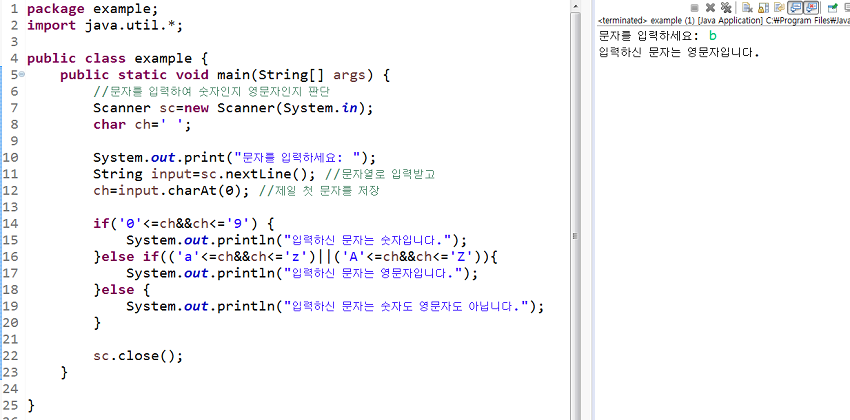 1 package example;
2 import java.util.*;
3
4 public class example {
5 public static void main(String[] args) {
6 //문자를 입력하여 숫자인지 영문자인지 판단
7 Scanner sc=new Scanner(System.in);
8 char ch=' ';
9
10 System.out.print("문자를 입력하세요: ");
11 String input=sc.nextLine(); //문자열로 입력받고
12 ch=input.charAt(0); //제일 첫 문자를 저장
13
14 if('0'<=ch&&ch<='9') {
15 System.out.println("입력하신 문자는 숫자입니다.");
16 }else if(('a'<=ch&&ch<='z')||('A'<=ch&&ch<='Z')){
17 System.out.println("입력하신 문자는 영문자입니다.");
18 }else {
19 System.out.println("입력하신 문자는 숫자도 영문자도 아닙니다.");
20 }
21
22 sc.close();
23 }
24
25 }
<terminated> example (1) [Java Application] C:₩Program Files₩Java
문자를 입력하세요: b
입력하신 문자는 영문자입니다.